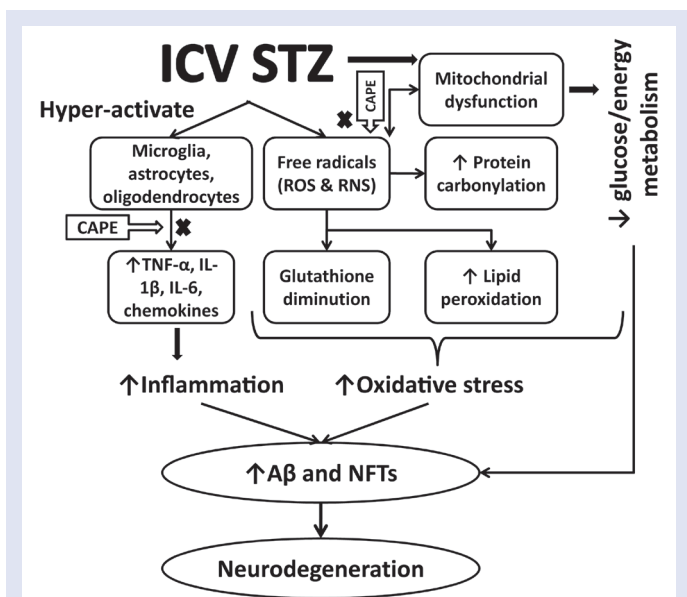 ICV STZ
Hyper-activate
CAPE
Mitochondrial
dysfunction
↓ glucose/energy
metabolism
Microglia,
astrocytes,
oligodendrocytes
Free radicals
(ROS & RNS)
↑ Protein
carbonylation
CAPE
↑TNF-α, IL-
1β, IL-6,
chemokines
Glutathione
diminution
↑ Lipid
peroxidation
↑Inflammation
↑Oxidative stress
↑Aβ and NFTs
Neurodegeneration